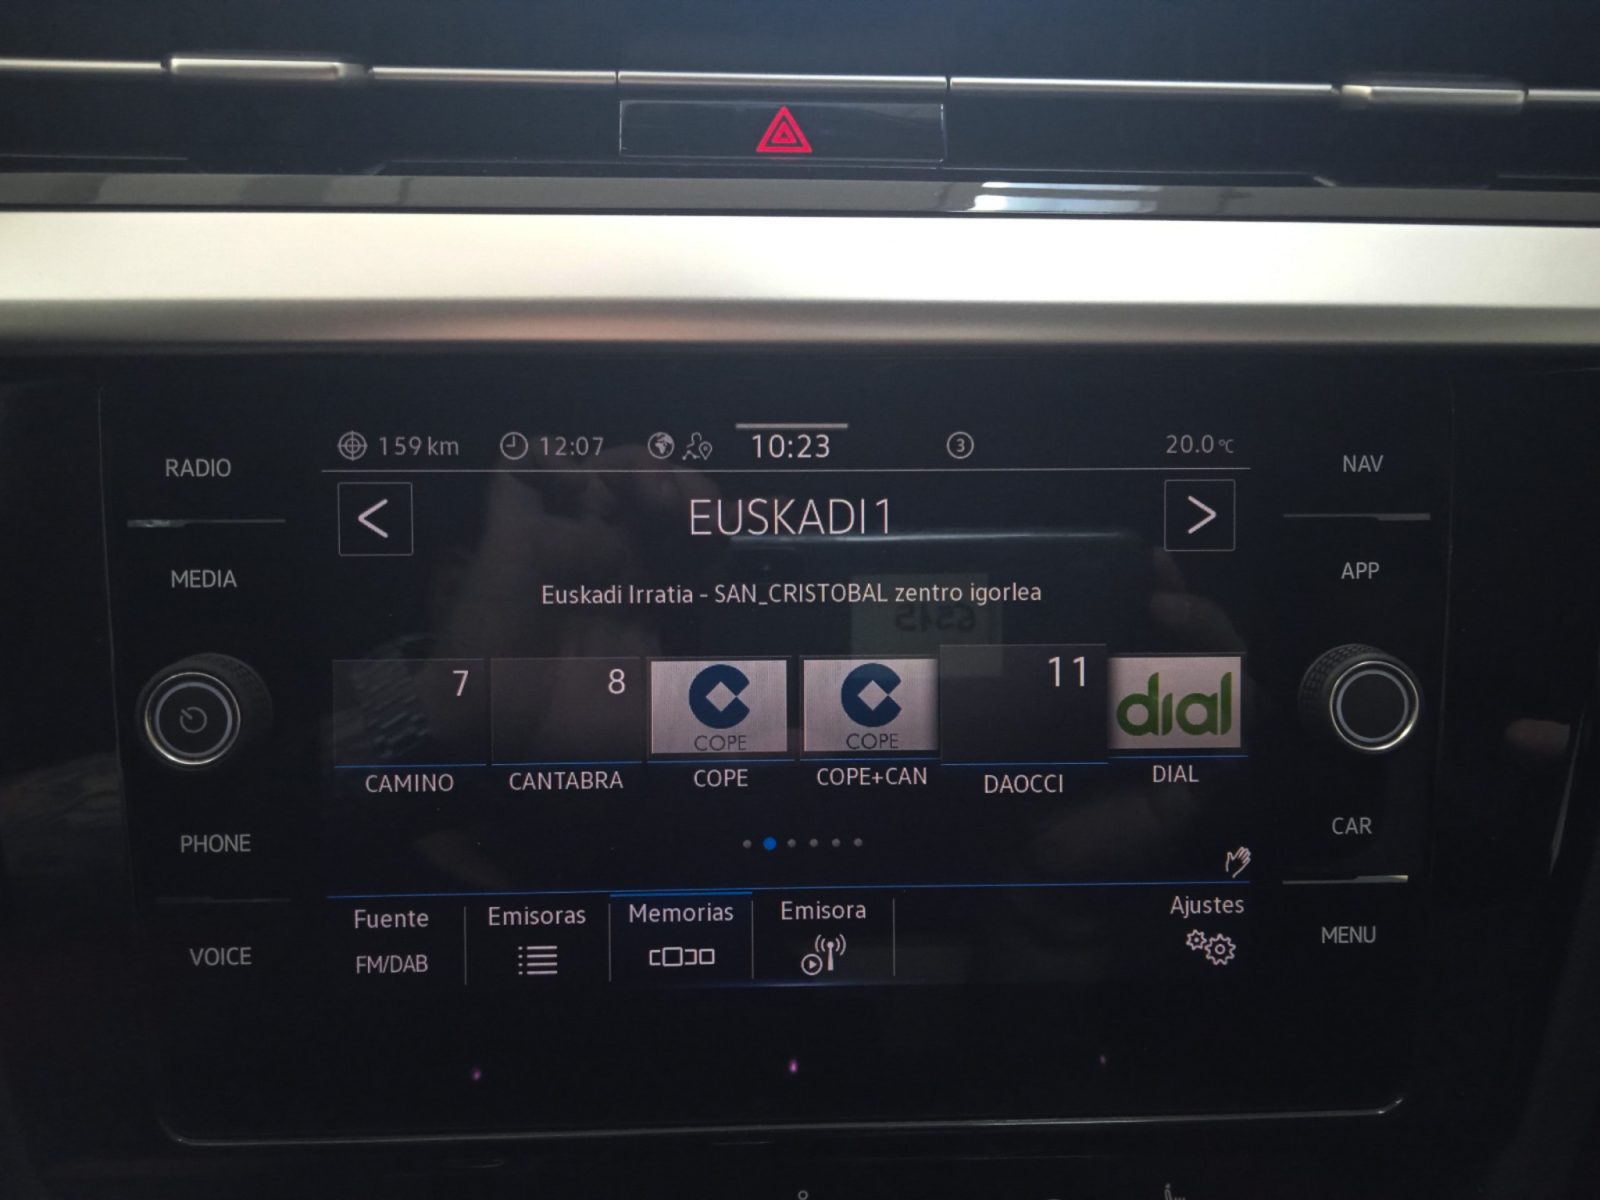 159 km 12:07 10:23 3 20.0 °C
RADIO
NAV
EUSKADI 1
MEDIA
APP
Euskadi Irratia - SAN_CRISTOBAL zentro igorlea
7 8 11
COPE COPE dial
CAMINO CANTABRA COPE COPE+CAN DAOCCI DIAL
PHONE
CAR
Fuente Emisoras Memorias Emisora Ajustes
FM/DAB
VOICE
MENU